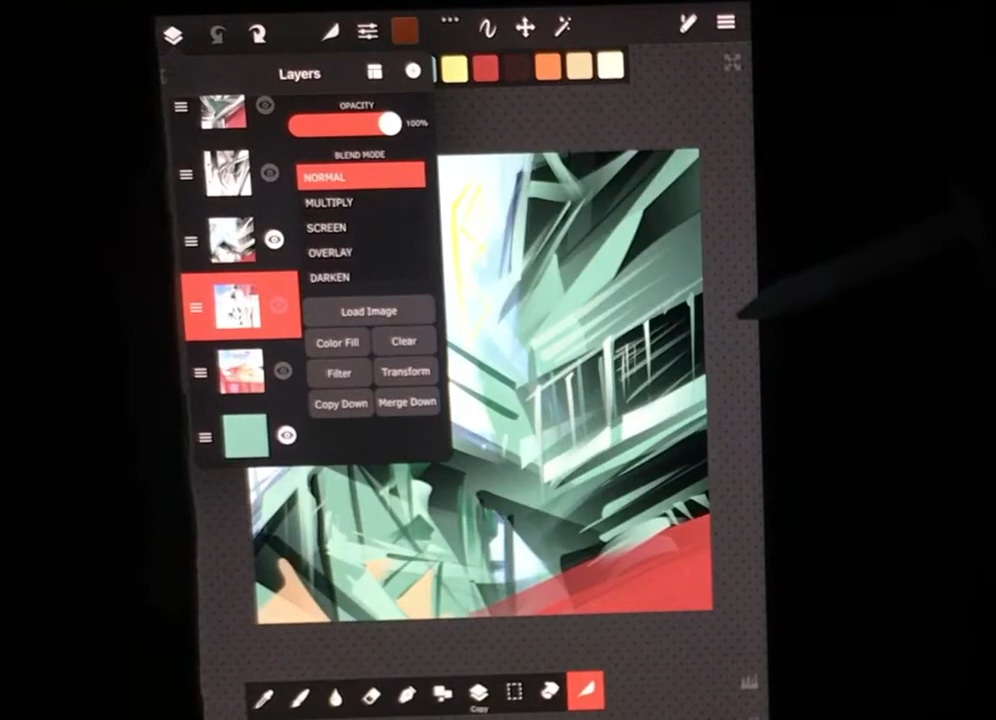 Layers
OPACITY
100%
BLEND MODE
NORMAL
MULTIPLY
SCREEN
OVERLAY
DARKEN
Load Image
Color Fill Clear
Filter Transform
Copy Down Merge Down
Copy